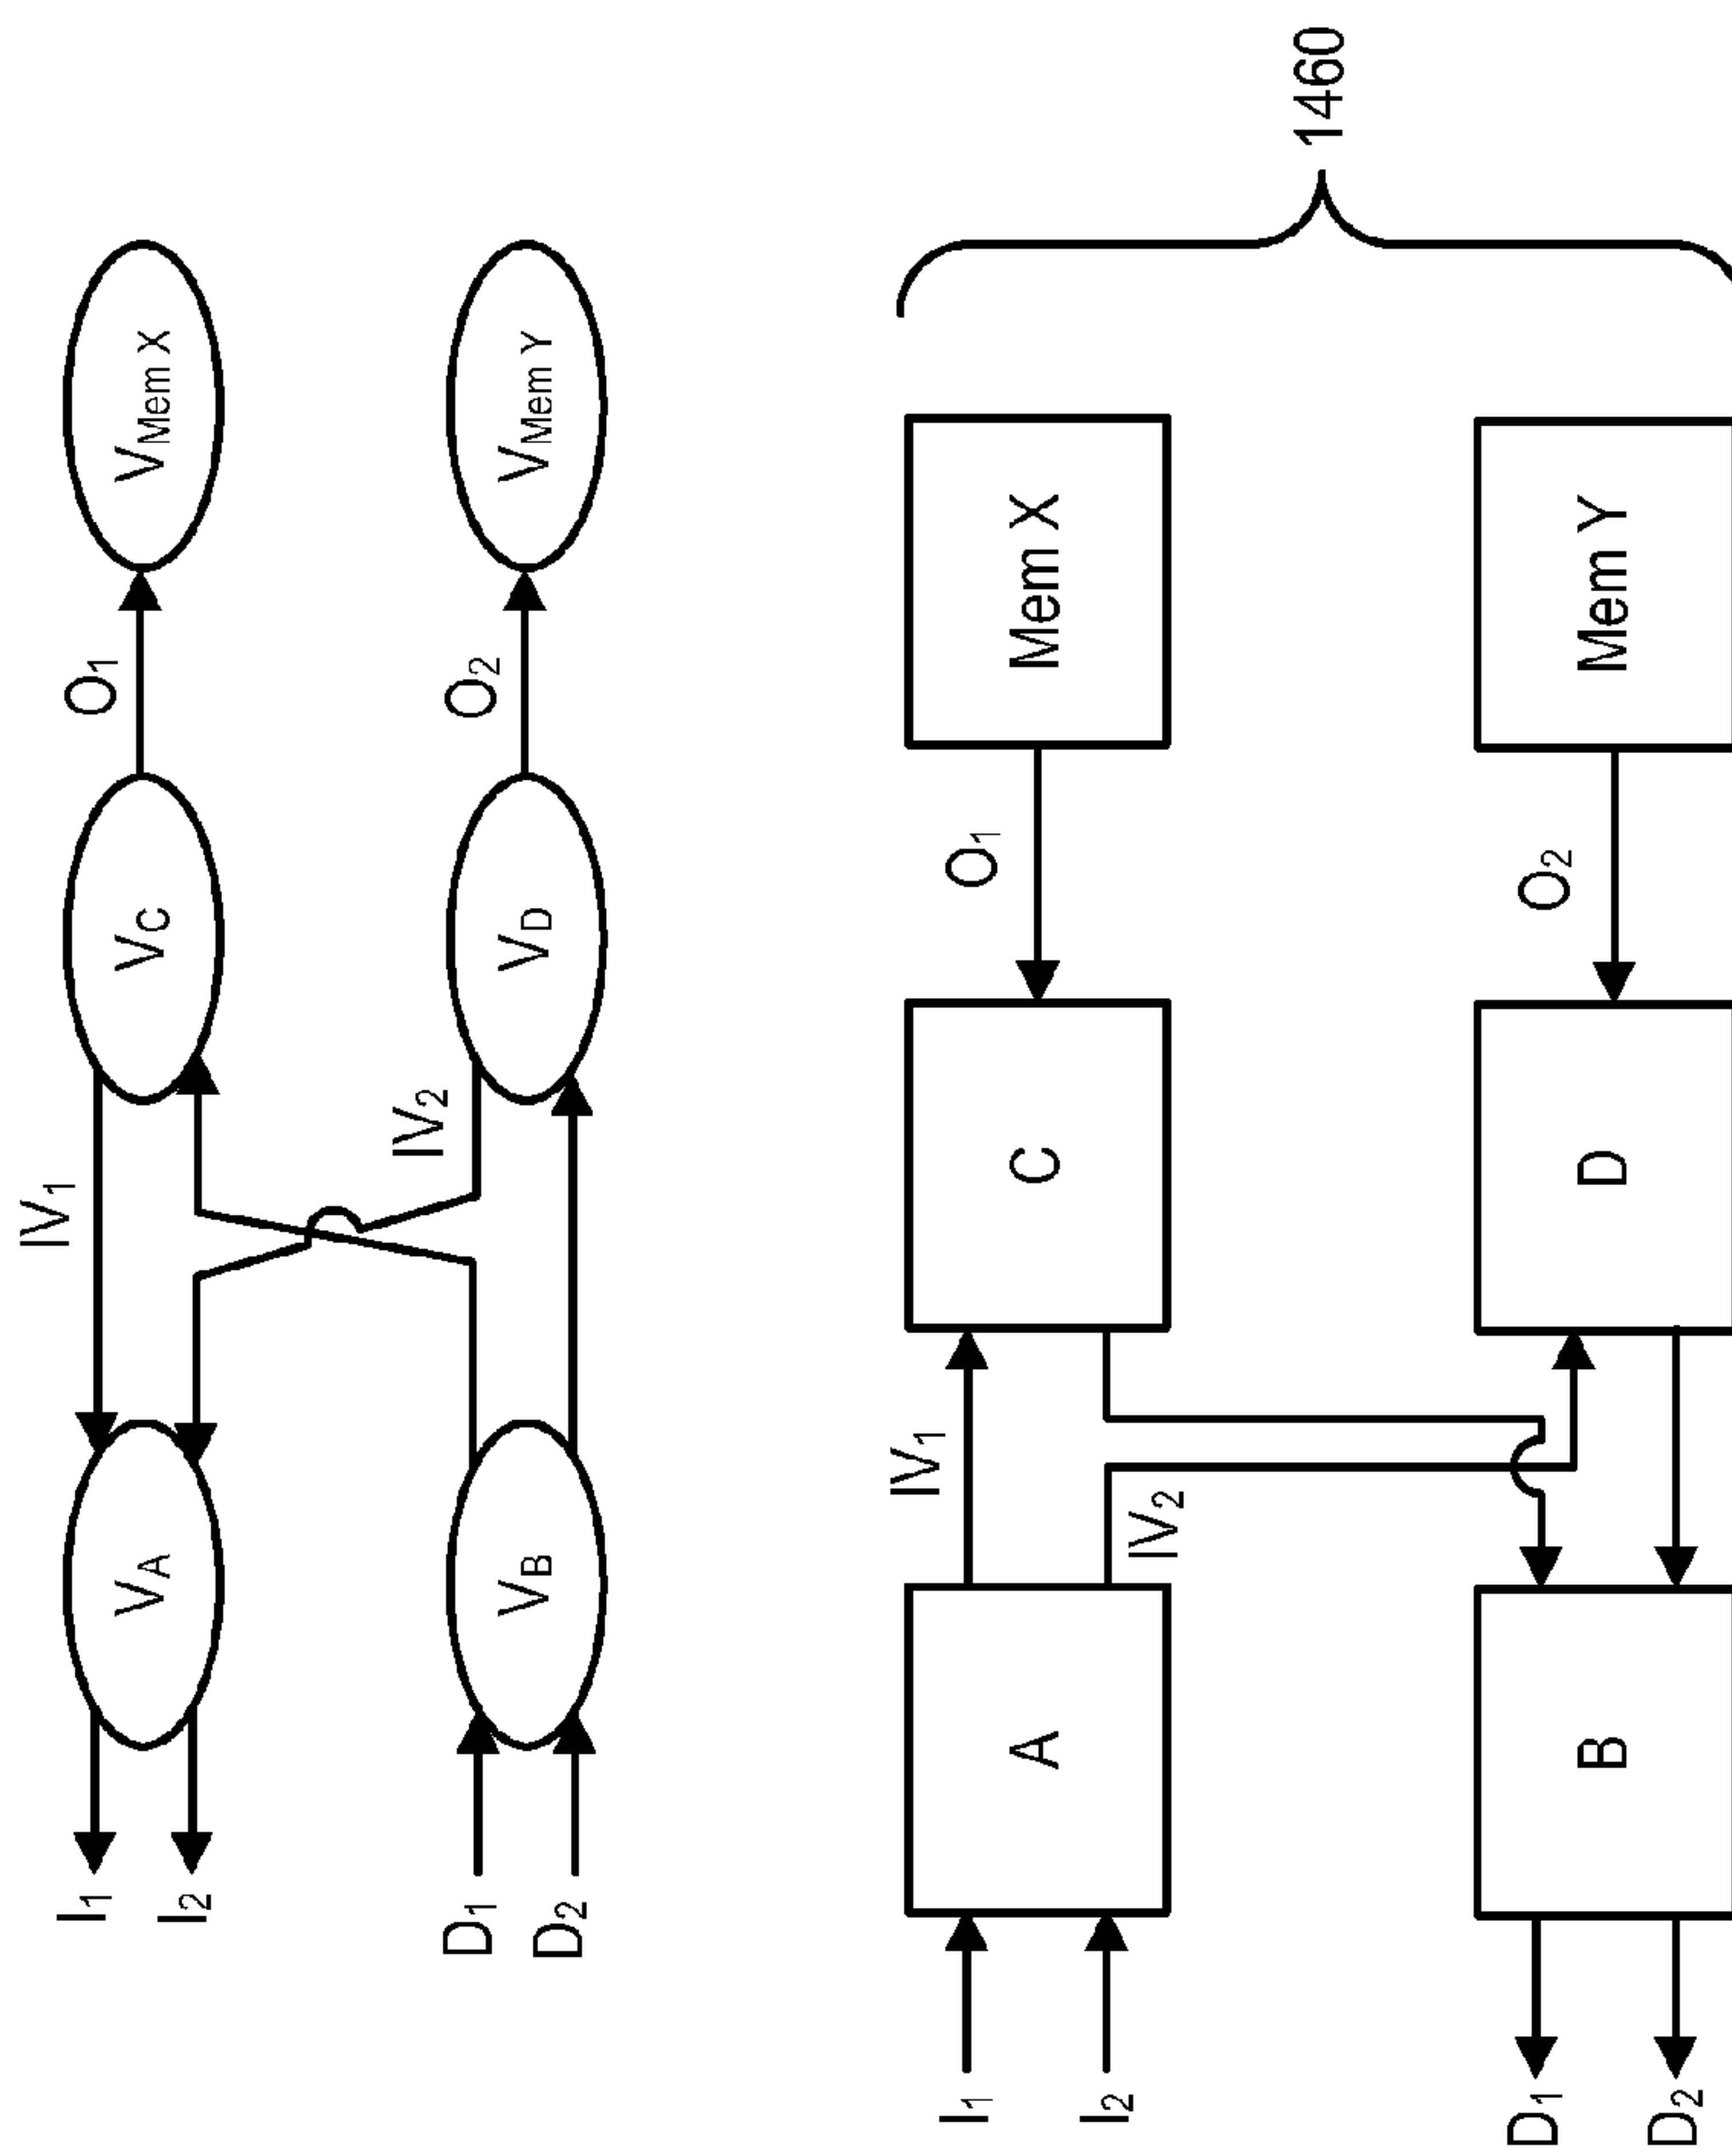 I1
I2
IV1
VA
VC
O1
VMem X
D1
D2
IV2
VB
VD
O2
VMem Y
I1
I2
A
IV1
IV2
C
O1
Mem X
D1
D2
B
D
O2
Mem Y
1460